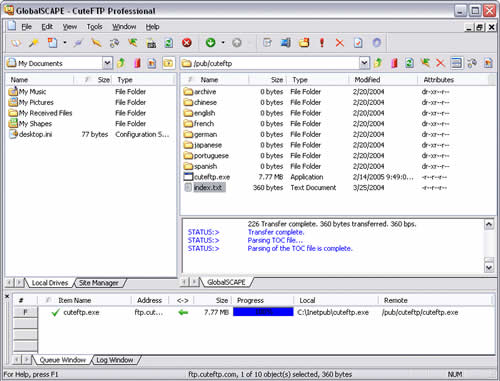 GlobalSCAPE - CuteFTP Professional
File Edit View Tools Window Help
My Documents
/pub/cuteftp
Name Size Type
My Music File Folder
My Pictures File Folder
My Received Files File Folder
My Shapes File Folder
desktop.ini 77 bytes Configuration S...
Local Drives Site Manager
Name Size Type Modified Attributes
archive 0 bytes File Folder 2/20/2004 dr-xr--r--
chinese 0 bytes File Folder 2/20/2004 dr-xr--r--
english 0 bytes File Folder 2/20/2004 dr-xr--r--
french 0 bytes File Folder 2/20/2004 dr-xr--r--
german 0 bytes File Folder 2/20/2004 dr-xr--r--
japanese 0 bytes File Folder 2/20/2004 dr-xr--r--
portuguese 0 bytes File Folder 2/20/2004 dr-xr--r--
spanish 0 bytes File Folder 2/20/2004 dr-xr--r--
cuteftp.exe 7.77 MB Application 2/14/2005 9:49:0... -r--r--r--
index.txt 360 bytes Text Document 3/25/2004 -r--r--r--
226 Transfer complete. 360 bytes transferred. 360 bps.
STATUS:> Transfer complete.
STATUS:> Parsing TOC file...
STATUS:> Parsing of the TOC file is complete.
GlobalSCAPE
# Item Name Address <-> Size Progress Local Remote
F cuteftp.exe ftp.cut... 7.77 MB C:\Inetpub\cuteftp.exe /pub/cuteftp/cuteftp.exe
Queue Window Log Window
For Help, press F1
ftp.cuteftp.com, 1 of 10 object(s) selected, 360 bytes
NUM